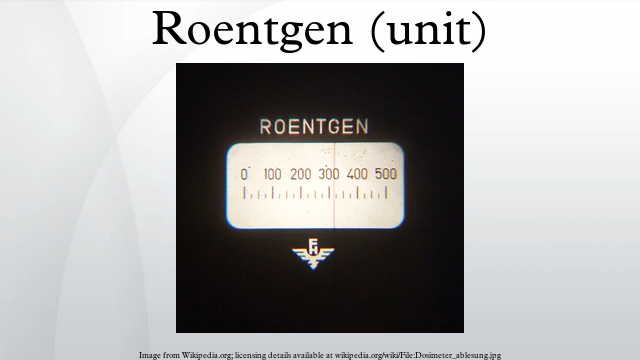 Roentgen (unit)
ROENTGEN
0 100 200 300 400 500
Image from Wikipedia.org; licensing details available at wikipedia.org/wiki/File:Dosimeter_ablesung.jpg